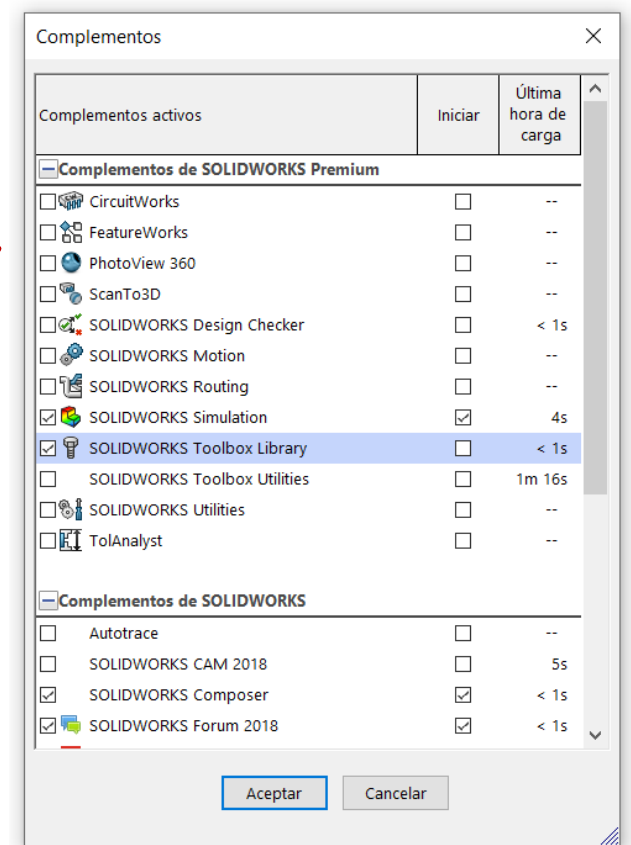 Complementos
Complementos activos Iniciar Última hora de carga
Complementos de SOLIDWORKS Premium
CircuitWorks --
FeatureWorks --
PhotoView 360 --
ScanTo3D --
SOLIDWORKS Design Checker < 1s
SOLIDWORKS Motion --
SOLIDWORKS Routing --
SOLIDWORKS Simulation 4s
SOLIDWORKS Toolbox Library < 1s
SOLIDWORKS Toolbox Utilities 1m 16s
SOLIDWORKS Utilities --
TolAnalyst --
Complementos de SOLIDWORKS
Autotrace --
SOLIDWORKS CAM 2018 5s
SOLIDWORKS Composer < 1s
SOLIDWORKS Forum 2018 < 1s
Aceptar Cancelar